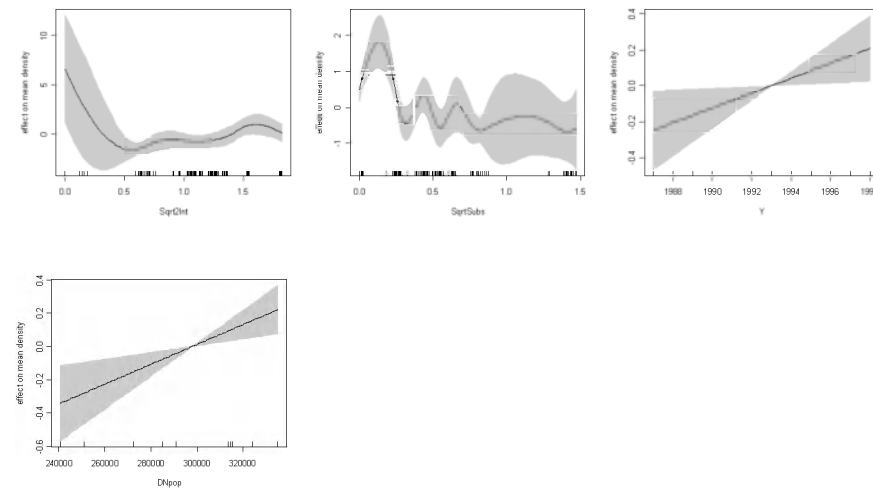 effect on mean density
10
5
0
0.0 0.5 1.0 1.5
Sqrt2Int
effect on mean density
2
1
0
-1
0.0 0.5 1.0 1.5
SqrtSubs
effect on mean density
0.4
0.2
0.0
-0.2
-0.4
1988 1990 1992 1994 1996
Y
effect on mean density
0.4
0.2
0.0
-0.2
-0.4
-0.6
240000 260000 280000 300000 320000
DNpop